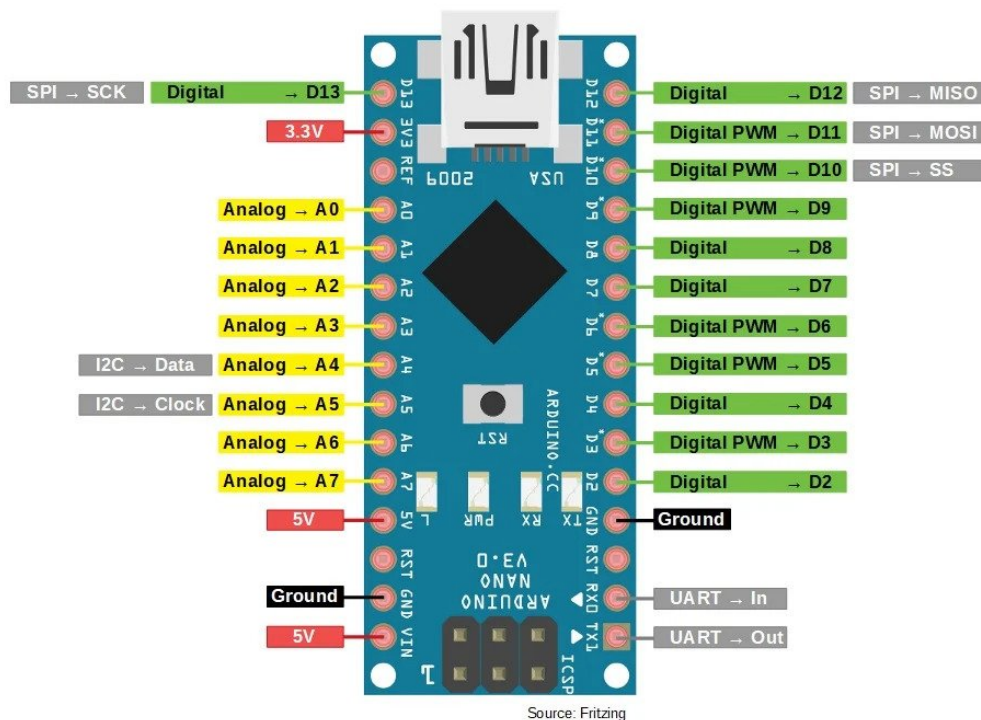 SPI → SCK Digital → D13
3.3V
Analog → A0
Analog → A1
Analog → A2
Analog → A3
I2C → Data Analog → A4
I2C → Clock Analog → A5
Analog → A6
Analog → A7
5V
Ground
5V
D13
3V3
REF
A0
A1
A2
A3
A4
A5
A6
A7
5V
RST
GND
VIN
2009
USA
RST
ARDUINO.CC
L
PWR
RX
TX
ARDUINO
NANO
V3.0
1
ICSP
D12
D11*
D10*
D9*
D8
D7
D6*
D5*
D4
D3*
D2
GND
RST
RX0
TX1
Digital → D12 SPI → MISO
Digital PWM → D11 SPI → MOSI
Digital PWM → D10 SPI → SS
Digital PWM → D9
Digital → D8
Digital → D7
Digital PWM → D6
Digital PWM → D5
Digital → D4
Digital PWM → D3
Digital → D2
Ground
UART → In
UART → Out
Source: Fritzing